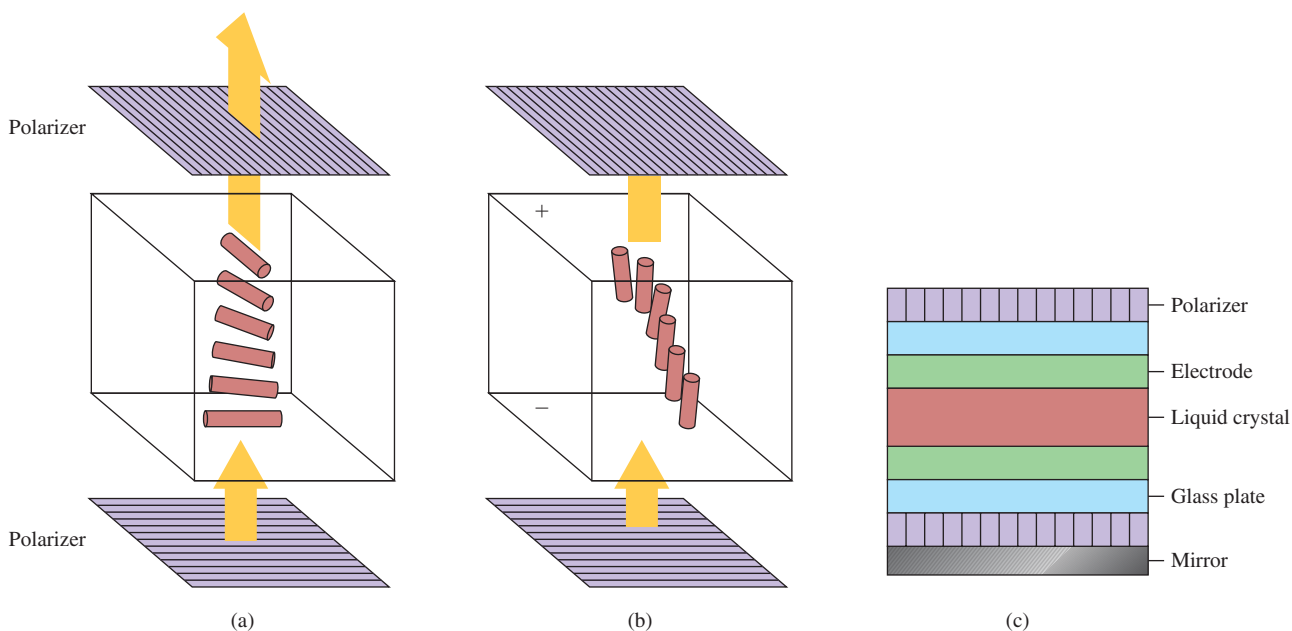 Polarizer
Polarizer
(a)
+
−
(b)
Polarizer
Electrode
Liquid crystal
Glass plate
Mirror
(c)